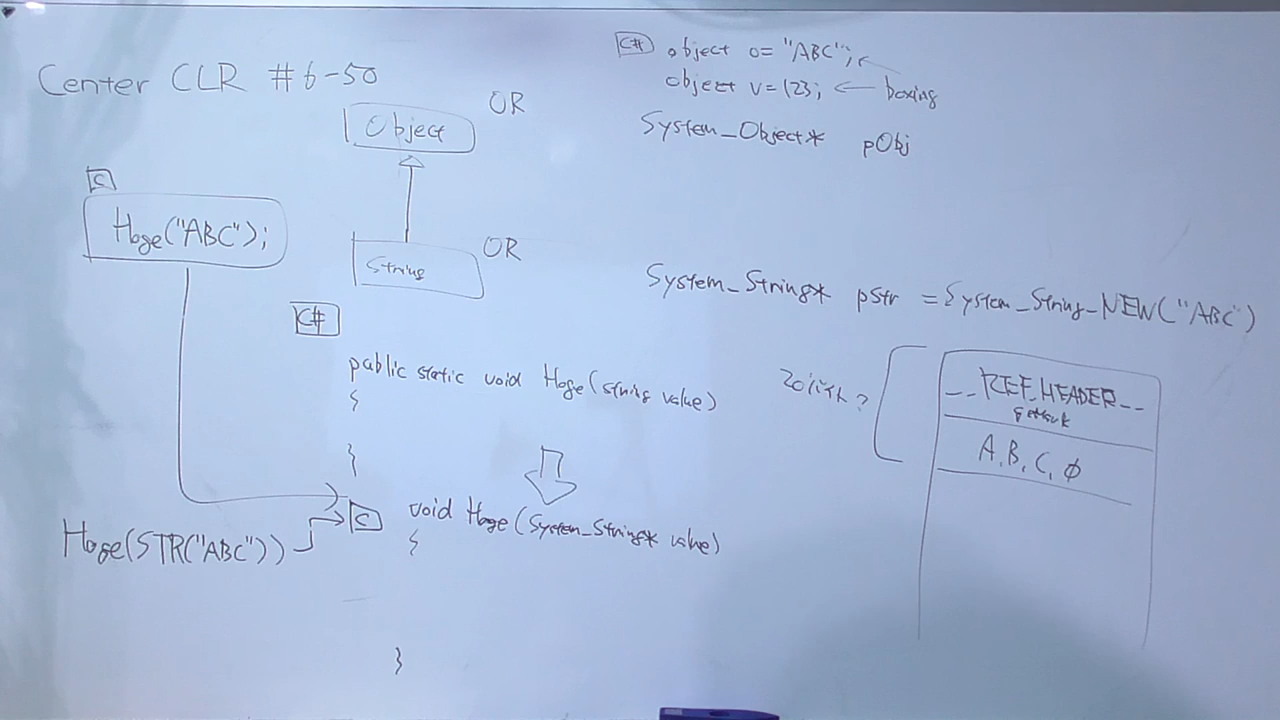 Center CLR #6-50
C# object o = "ABC"; ←
object v = 123; ← boxing
System_Object* pObj
Object OR
String OR
C
Hoge("ABC");
System_String* pStr = System_String_NEW("ABC")
C#
public static void Hoge(string value)
{
}
C void Hoge(System_String* value)
{
}
Hoge(STR("ABC"))
20バイト?
__REF_HEADER__
A, B, C, φ